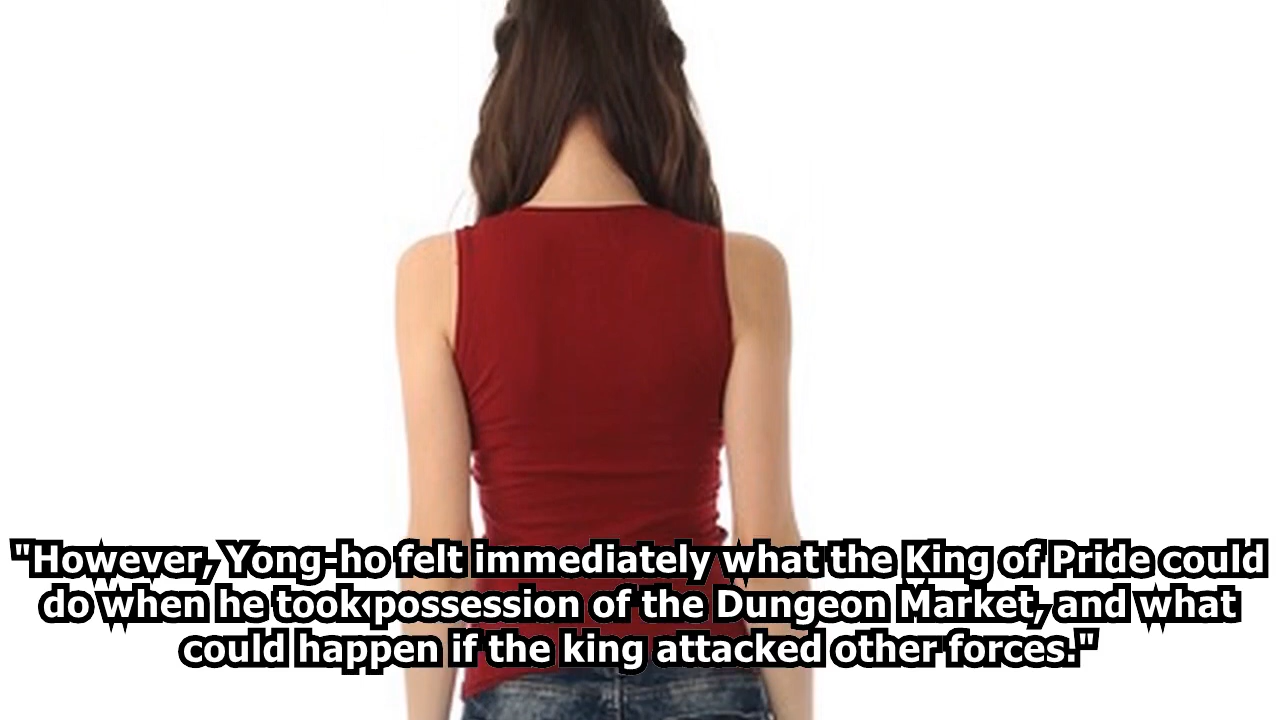 "However, Yong-ho felt immediately what the King of Pride could
do when he took possession of the Dungeon Market, and what
could happen if the king attacked other forces."